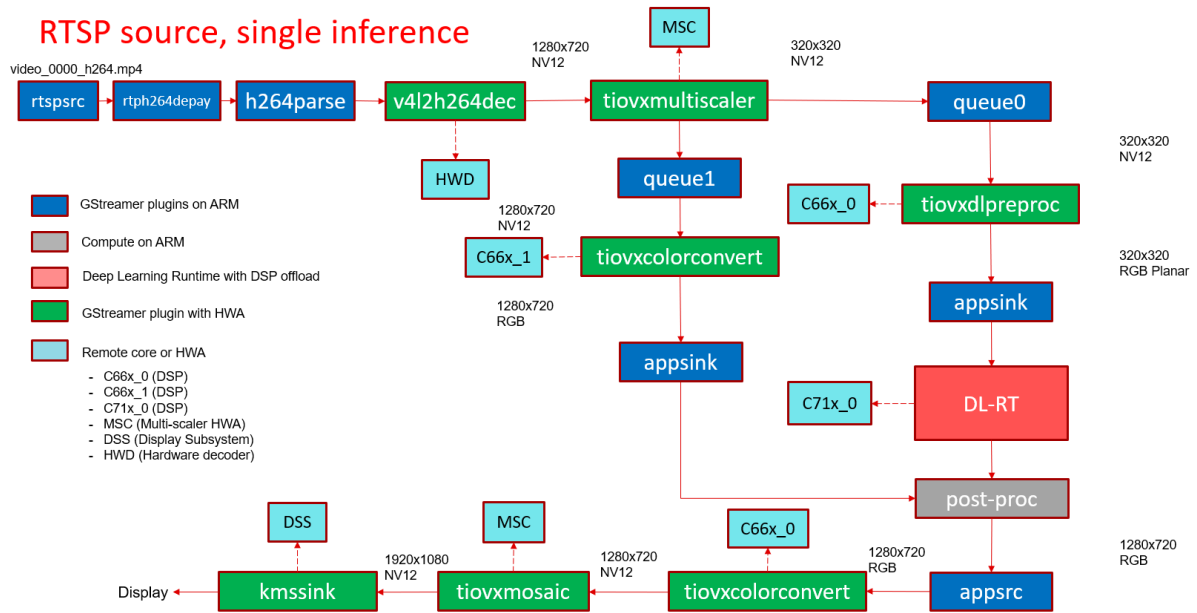 RTSP source, single inference
video_0000_h264.mp4
rtspsrc
rtph264depay
h264parse
v4l2h264dec
1280x720
NV12
tiovxmultiscaler
MSC
320x320
NV12
queue0
HWD
queue1
320x320
NV12
C66x_0
tiovxdlpreproc
1280x720
NV12
C66x_1
tiovxcolorconvert
320x320
RGB Planar
1280x720
RGB
appsink
appsink
C71x_0
DL-RT
post-proc
GStreamer plugins on ARM
Compute on ARM
Deep Learning Runtime with DSP offload
GStreamer plugin with HWA
Remote core or HWA
- C66x_0 (DSP)
- C66x_1 (DSP)
- C71x_0 (DSP)
- MSC (Multi-scaler HWA)
- DSS (Display Subsystem)
- HWD (Hardware decoder)
DSS
MSC
C66x_0
1280x720
RGB
Display
kmssink
1920x1080
NV12
tiovxmosaic
1280x720
NV12
tiovxcolorconvert
1280x720
RGB
appsrc